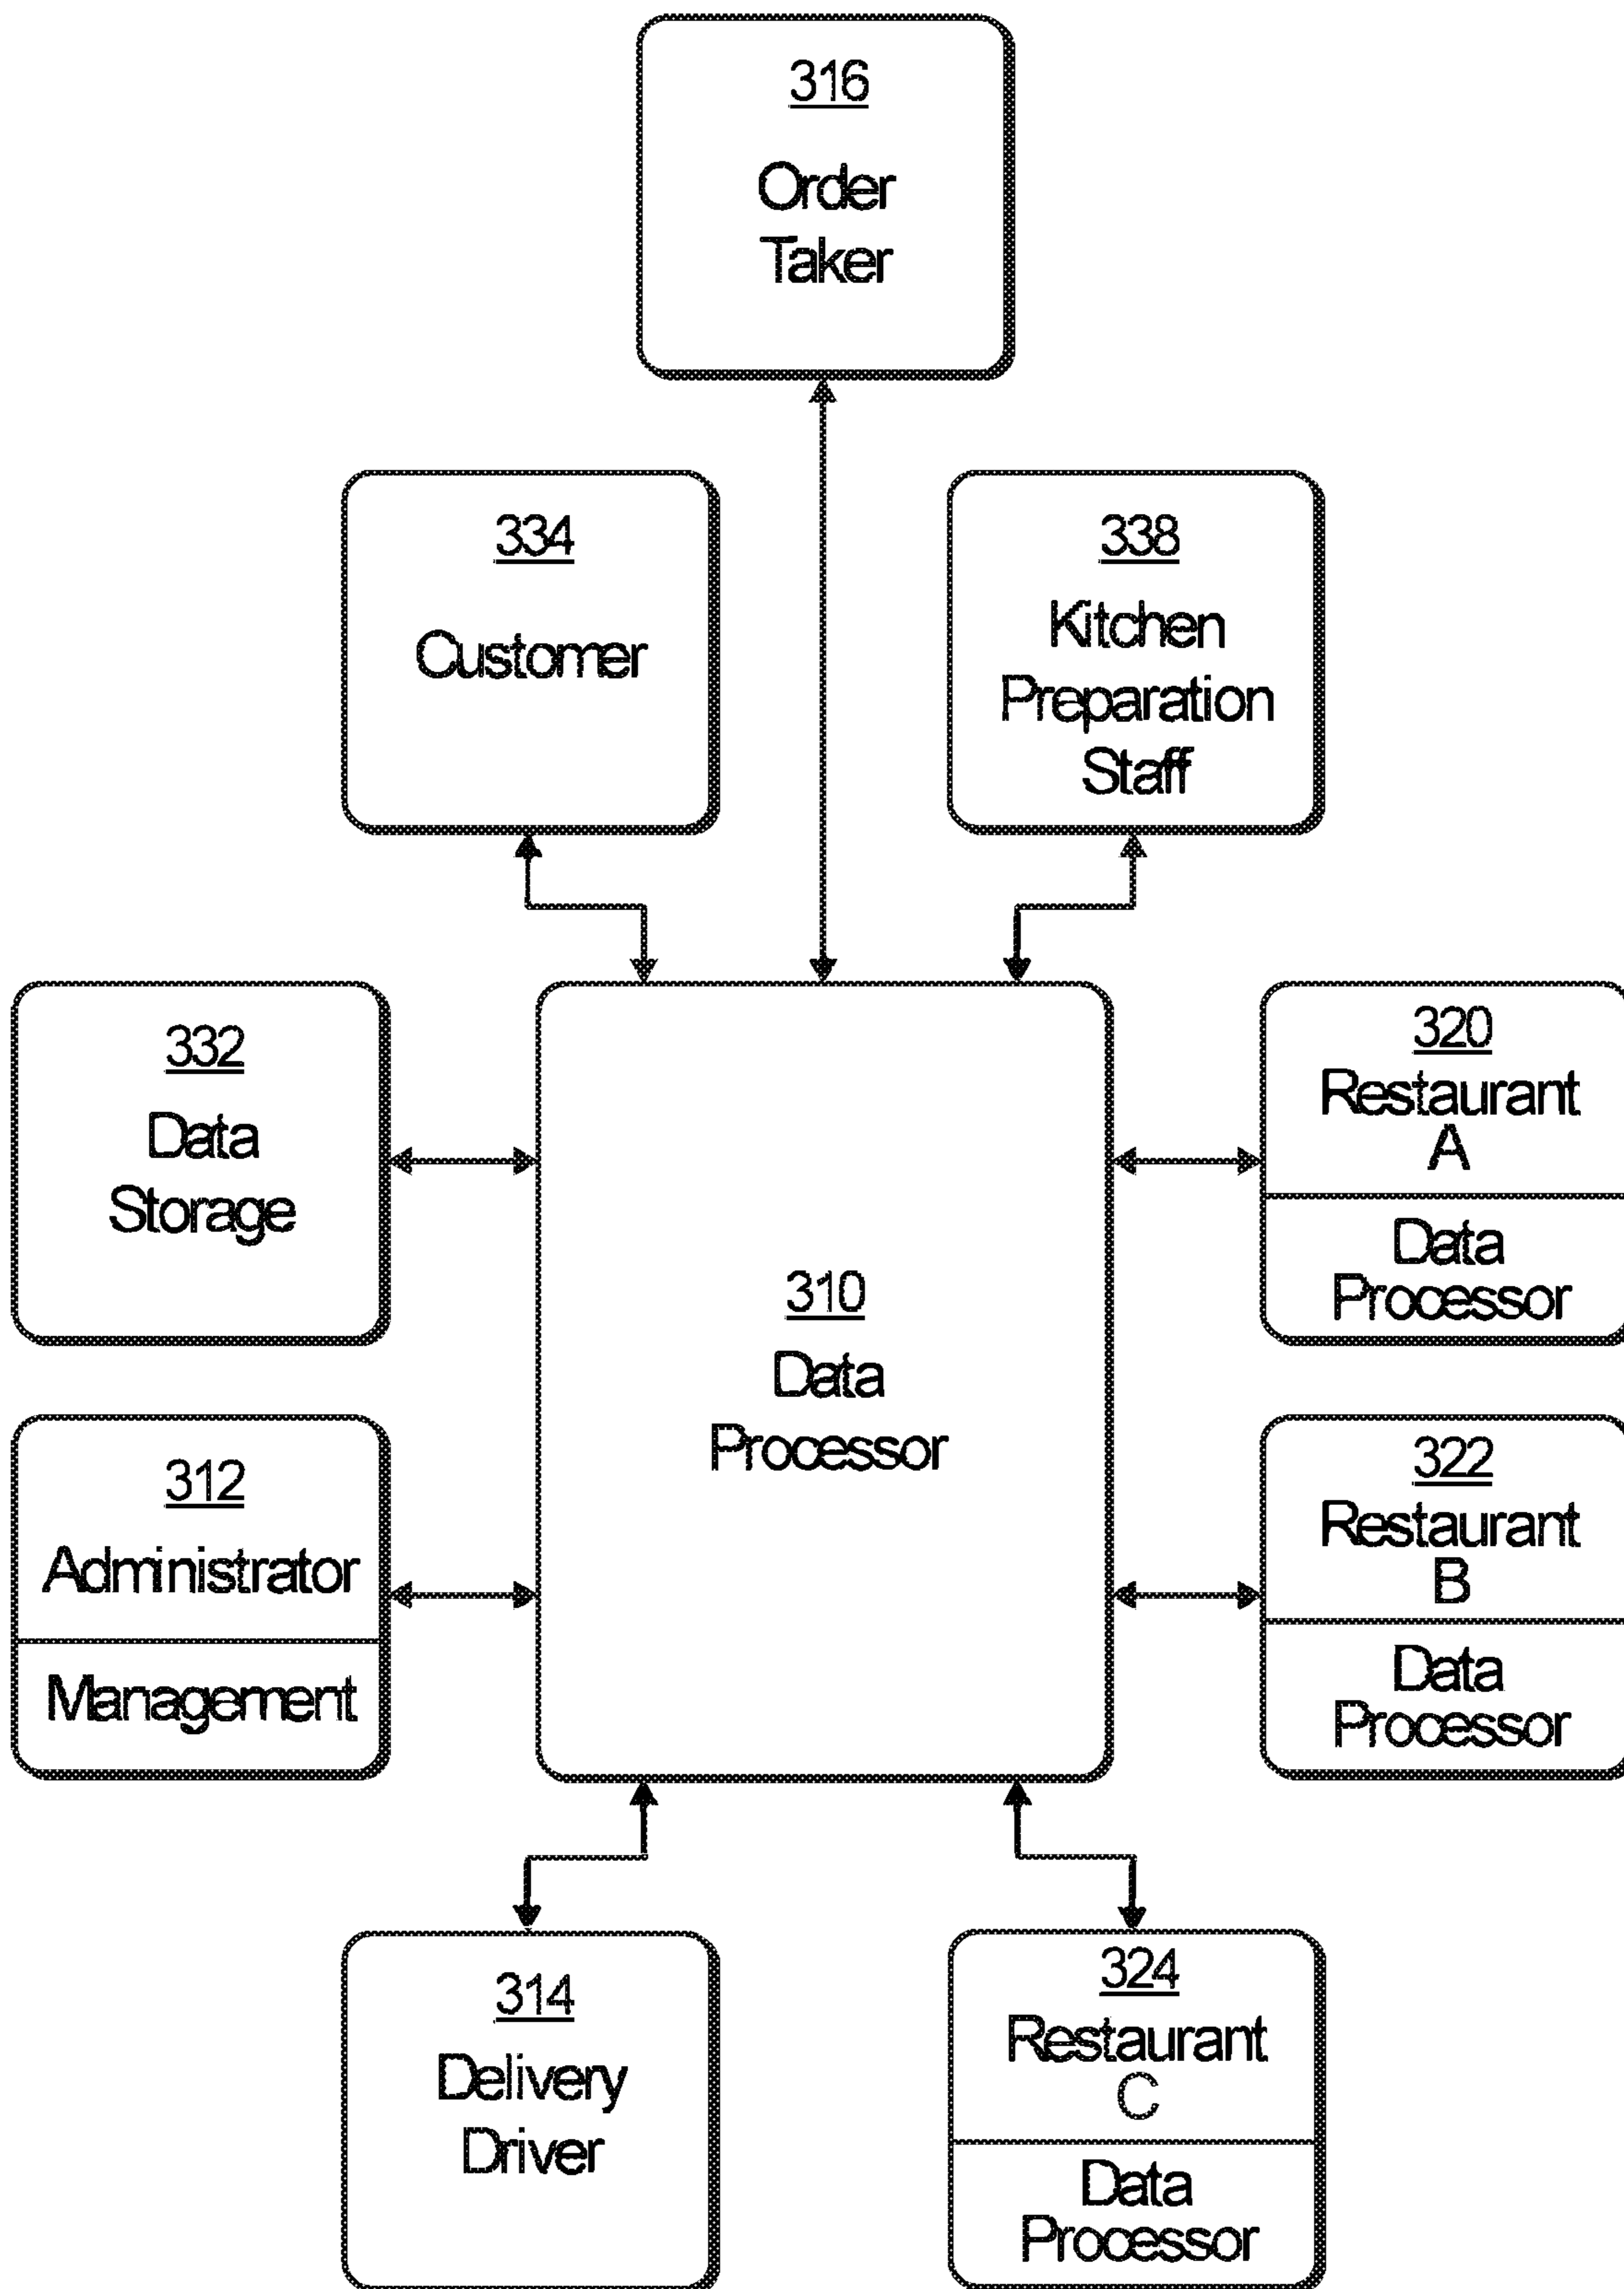 316
Order
Taker
334
Customer
338
Kitchen
Preparation
Staff
332
Data
Storage
310
Data
Processor
320
Restaurant
A
Data
Processor
312
Administrator
Management
322
Restaurant
B
Data
Processor
314
Delivery
Driver
324
Restaurant
C
Data
Processor